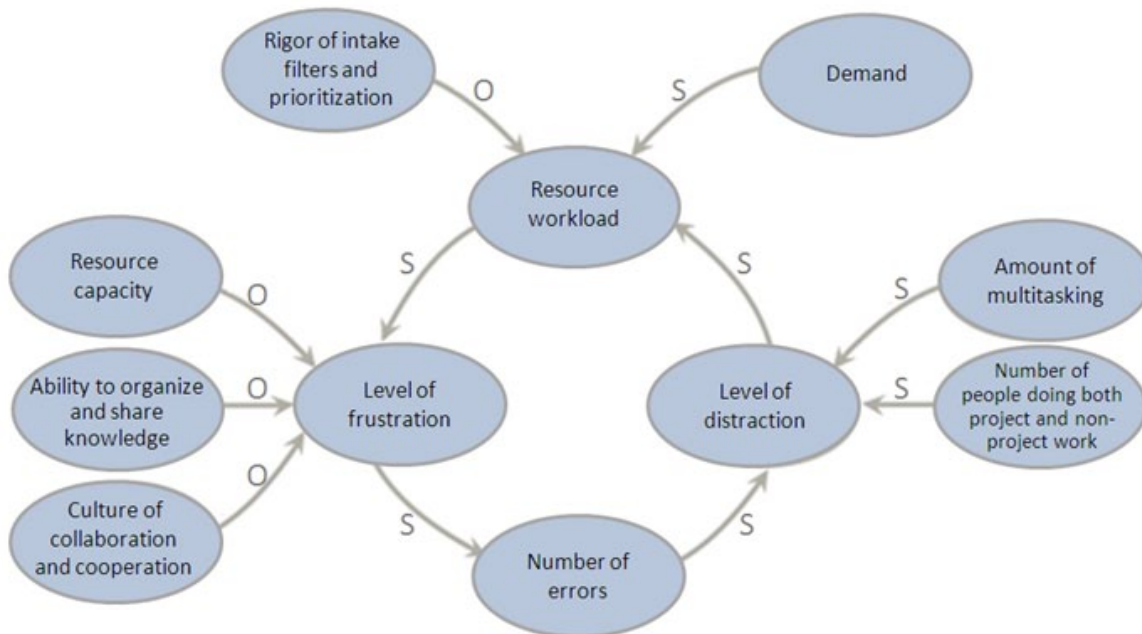 Rigor of intake
filters and
prioritization
O
S
Demand
Resource
workload
Resource
capacity
O
S
S
S
Amount of
multitasking
Ability to organize
and share
knowledge
O
Level of
frustration
Level of
distraction
S
Number of
people doing both
project and non-
project work
Culture of
collaboration
and cooperation
O
S
S
Number of
errors